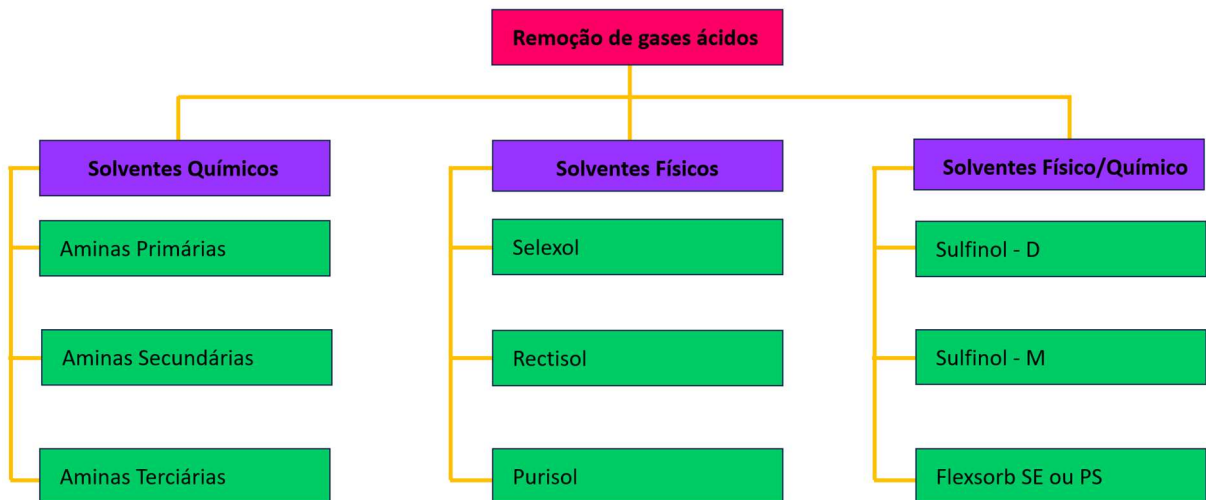 Remoção de gases ácidos
Solventes Químicos
Aminas Primárias
Aminas Secundárias
Aminas Terciárias
Solventes Físicos
Selexol
Rectisol
Purisol
Solventes Físico/Químico
Sulfinol - D
Sulfinol - M
Flexsorb SE ou PS